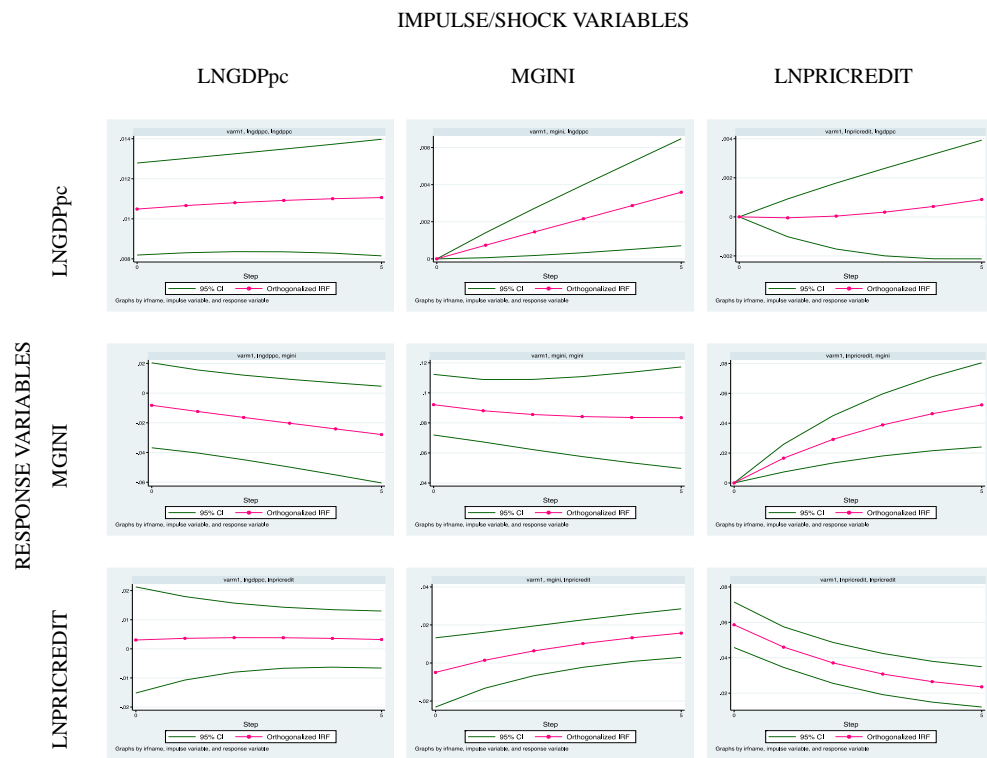 IMPULSE/SHOCK VARIABLES
LNGDPpc MGINI LNPRICREDIT
RESPONSE VARIABLES
LNGDPpc
varm1, lngdppc, lngdppc
.014
.012
.01
.008
0 5
Step
95% CI Orthogonalized IRF
Graphs by irfname, impulse variable, and response variable
varm1, mgini, lngdppc
.006
.004
.002
0
0 5
Step
95% CI Orthogonalized IRF
Graphs by irfname, impulse variable, and response variable
varm1, lnpricredit, lngdppc
.004
.002
0
-.002
0 5
Step
95% CI Orthogonalized IRF
Graphs by irfname, impulse variable, and response variable
MGINI
varm1, lngdppc, mgini
.02
0
-.02
-.04
-.06
0 5
Step
95% CI Orthogonalized IRF
Graphs by irfname, impulse variable, and response variable
varm1, mgini, mgini
.12
.1
.08
.06
.04
0 5
Step
95% CI Orthogonalized IRF
Graphs by irfname, impulse variable, and response variable
varm1, lnpricredit, mgini
.08
.06
.04
.02
0
0 5
Step
95% CI Orthogonalized IRF
Graphs by irfname, impulse variable, and response variable
LNPRICREDIT
varm1, lngdppc, lnpricredit
.02
.01
0
-.01
-.02
0 5
Step
95% CI Orthogonalized IRF
Graphs by irfname, impulse variable, and response variable
varm1, mgini, lnpricredit
.04
.02
0
-.02
0 5
Step
95% CI Orthogonalized IRF
Graphs by irfname, impulse variable, and response variable
varm1, lnpricredit, lnpricredit
.08
.06
.04
.02
0 5
Step
95% CI Orthogonalized IRF
Graphs by irfname, impulse variable, and response variable